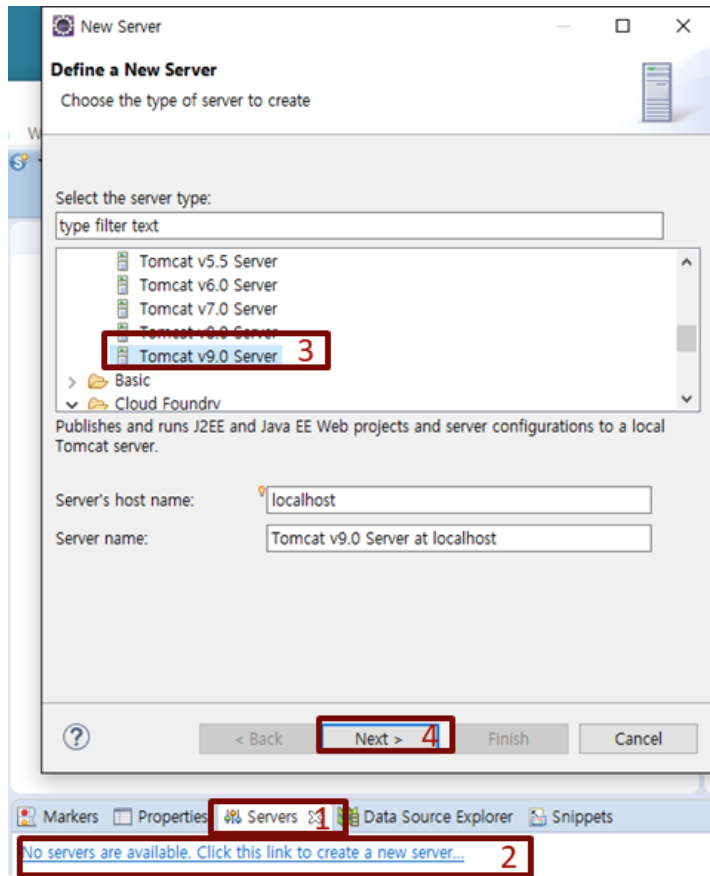 New Server
Define a New Server
Choose the type of server to create
W
Select the server type:
type filter text
Tomcat v5.5 Server
Tomcat v6.0 Server
Tomcat v7.0 Server
Tomcat v8.0 Server
Tomcat v9.0 Server 3
Basic
Cloud Foundry
Publishes and runs J2EE and Java EE Web projects and server configurations to a local
Tomcat server.
Server's host name: localhost
Server name: Tomcat v9.0 Server at localhost
? < Back Next > 4 Finish Cancel
Markers Properties Servers 1 Data Source Explorer Snippets
No servers are available. Click this link to create a new server... 2